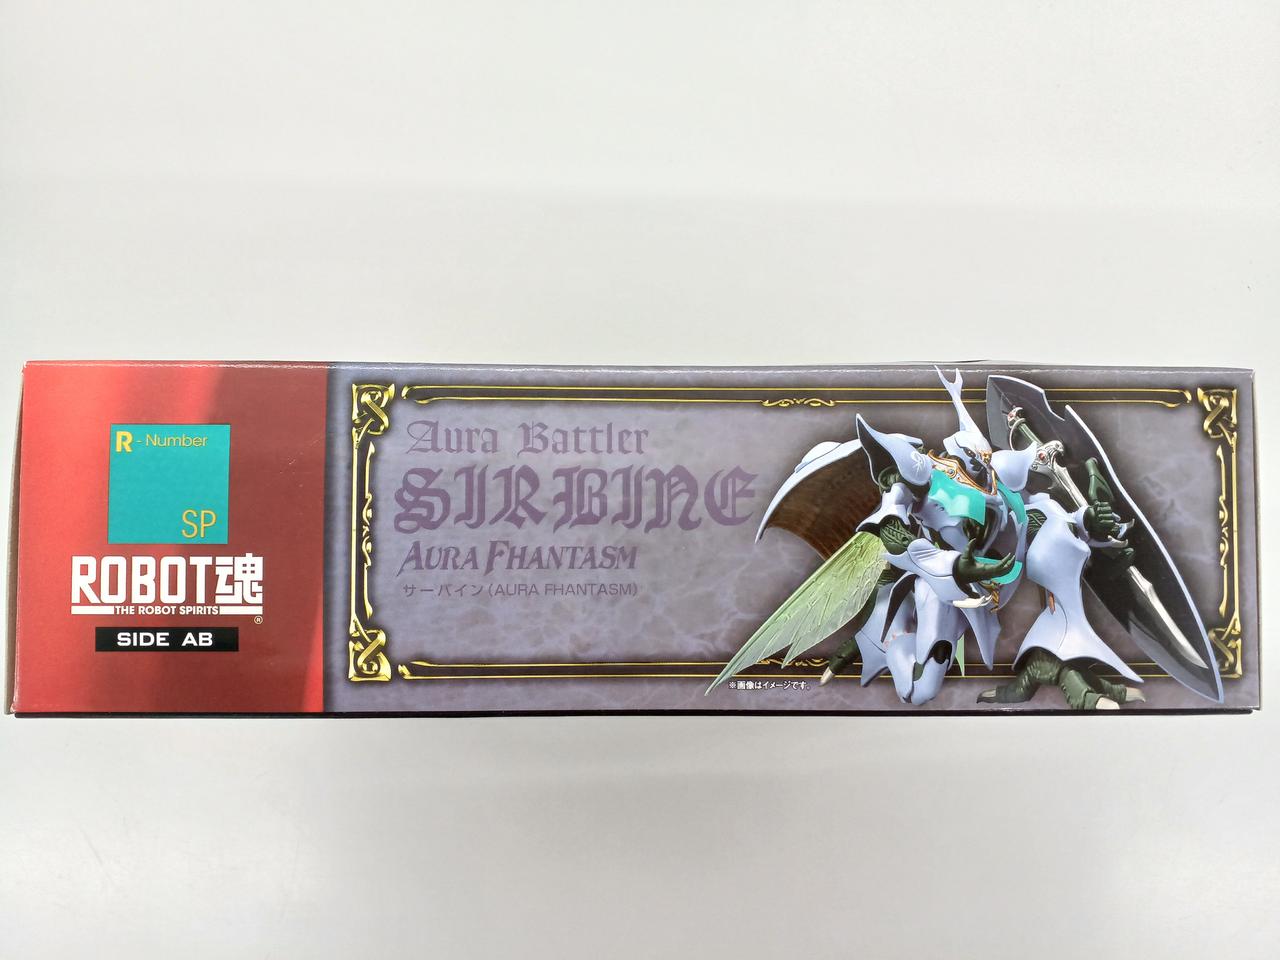 R - Number
SP
ROBOT魂
THE ROBOT SPIRITS
®
SIDE AB
Aura Battler
SIRBINE
AURA FHANTASM
サーバイン(AURA FHANTASM)
※画像はイメージです。